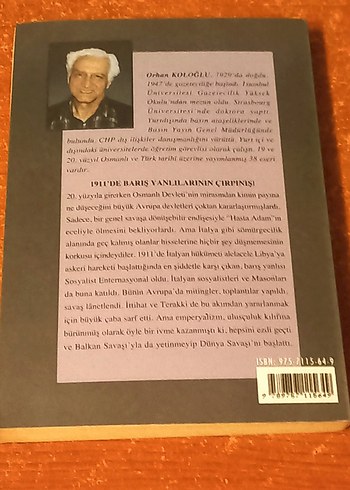 Orhan KOLOĞLU, 1929'da doğdu.
1947'de gazeteciliğe başladı. İstanbul
Üniversitesi Gazetecilik Yüksek
Okulu'ndan mezun oldu. Strasbourg
Üniversitesi'nde doktora yaptı.
Yurtdışında basın ataşeliklerinde ve
Basın Yayın Genel Müdürlüğünde
bulundu. CHP dış ilişkiler danışmanlığını yürüttü. Yurt içi ve
dışındaki üniversitelerde öğretim görevlisi olarak çalıştı. 19 ve
20. yüzyıl Osmanlı ve Türk tarihi üzerine yayımlanmış 58 eseri
vardır.
1911'DE BARIŞ YANLILARININ ÇIRPINIŞI
20. yüzyıla girerken Osmanlı Devleti'nin mirasından kimin payına
ne düşeceğini büyük Avrupa devletleri çoktan kararlaştırmışlardı.
Sadece, bir genel savaşa dönüşebilir endişesiyle "Hasta Adam"ın
eceliyle ölmesini bekliyorlardı. Ama İtalya gibi sömürgecilik
alanında geç kalmış olanlar hisselerine hiçbir şey düşmemesinin
korkusu içindeydiler. 1911'de İtalyan hükümeti alelacele Libya'ya
askeri hareketi başlattığında en şiddetle karşı çıkan, barış yanlısı
Sosyalist Enternasyonal oldu. İtalyan sosyalistleri ve Masonları
da buna katıldı. Bütün Avrupa'da mitingler, toplantılar yapıldı,
savaş lânetlendi. İttihat ve Terakki de bu akımdan yararlanmak
için büyük çaba sarf etti. Ama emperyalizm, ulusçuluk kılıfına
bürünmüş olarak öyle bir ivme kazanmıştı ki; hepsini ezdi geçti
ve Balkan Savaşı'yla da yetinmeyip Dünya Savaşı'nı başlattı.
ISBN: 975-7115-64-9
9 789757 115649